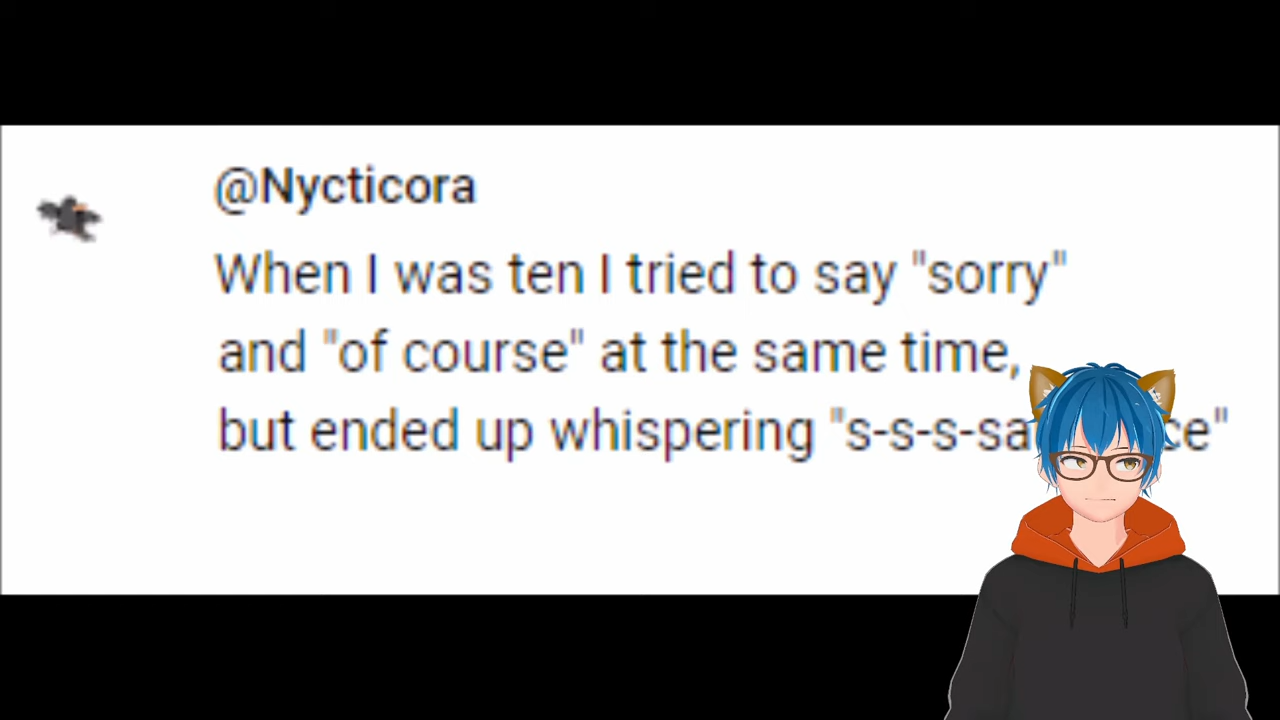 @Nycticora
When I was ten I tried to say "sorry"
and "of course" at the same time,
but ended up whispering